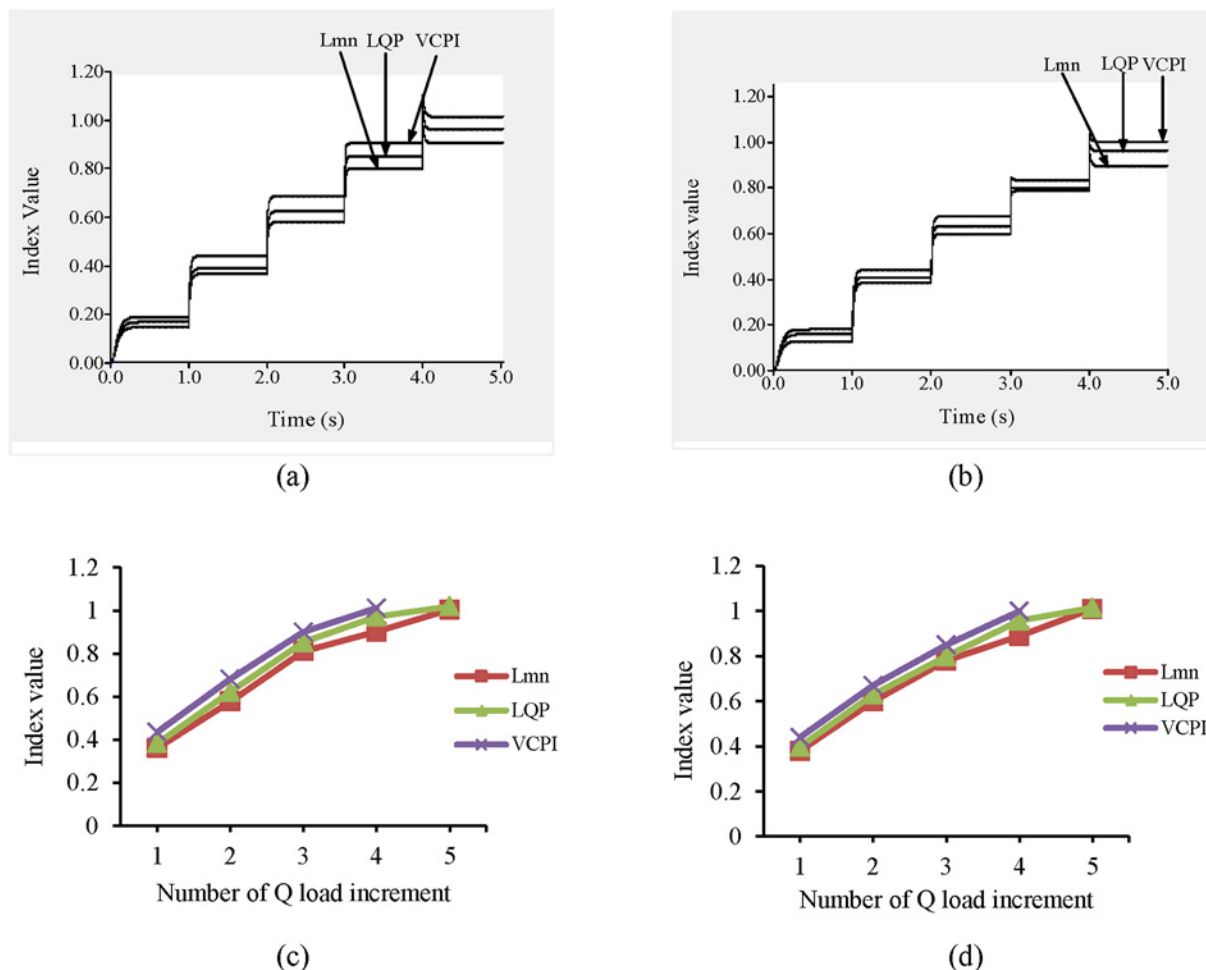 Lmn LQP VCPI
1.20
1.00
0.80
0.60
0.40
0.20
0.00
Index Value
0.0 1.0 2.0 3.0 4.0 5.0
Time (s)
(a)
Lmn LQP VCPI
1.20
1.00
0.80
0.60
0.40
0.20
0.00
Index value
0.0 1.0 2.0 3.0 4.0 5.0
Time (s)
(b)
1.2
1
0.8
0.6
0.4
0.2
0
Index value
1 2 3 4 5
Number of Q load increment
Lmn
LQP
VCPI
(c)
1.2
1
0.8
0.6
0.4
0.2
0
Index value
1 2 3 4 5
Number of Q load increment
Lmn
LQP
VCPI
(d)